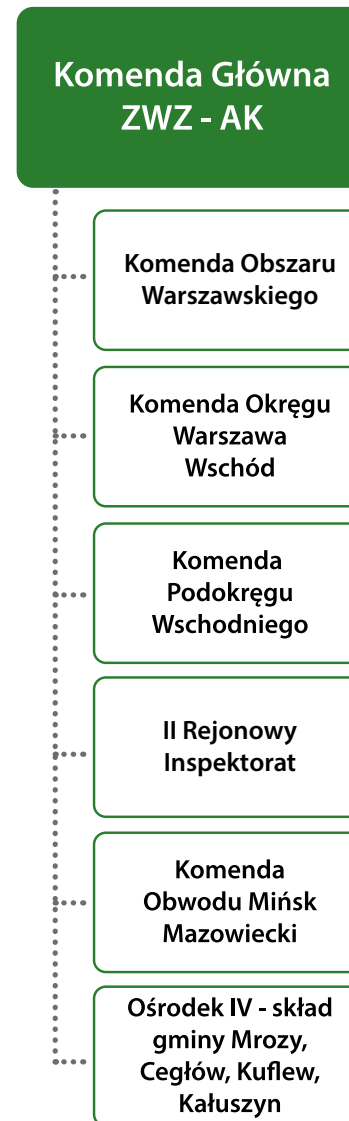 Komenda Główna
ZWZ - AK
Komenda Obszaru
Warszawskiego
Komenda Okręgu
Warszawa
Wschód
Komenda
Podokręgu
Wschodniego
II Rejonowy
Inspektorat
Komenda
Obwodu Mińsk
Mazowiecki
Ośrodek IV - skład
gminy Mrozy,
Cegłów, Kuflew,
Kałuszyn